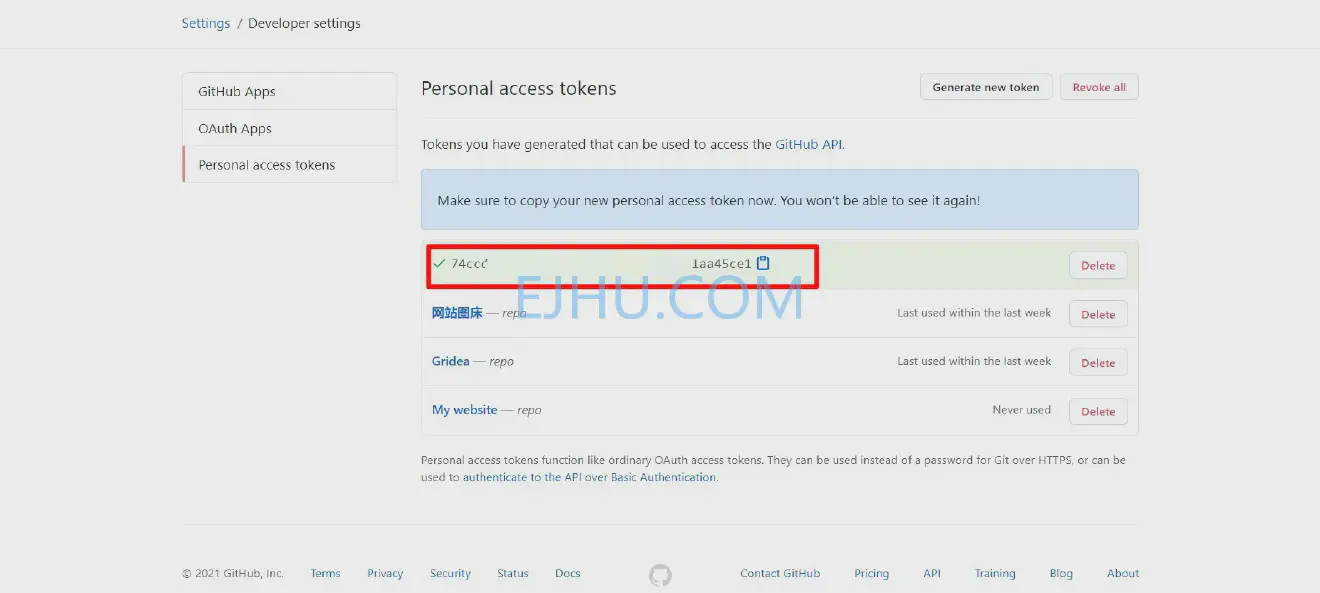 Settings / Developer settings
GitHub Apps
OAuth Apps
Personal access tokens
Personal access tokens
Generate new token
Revoke all
Tokens you have generated that can be used to access the GitHub API.
Make sure to copy your new personal access token now. You won't be able to see it again!
74ccc 1aa45ce1
Delete
EJHU.COM
网站图床 — repo
Last used within the last week
Delete
Gridea — repo
Last used within the last week
Delete
My website — repo
Never used
Delete
Personal access tokens function like ordinary OAuth access tokens. They can be used instead of a password for Git over HTTPS, or can be
used to authenticate to the API over Basic Authentication.
© 2021 GitHub, Inc. Terms Privacy Security Status Docs Contact GitHub Pricing API Training Blog About